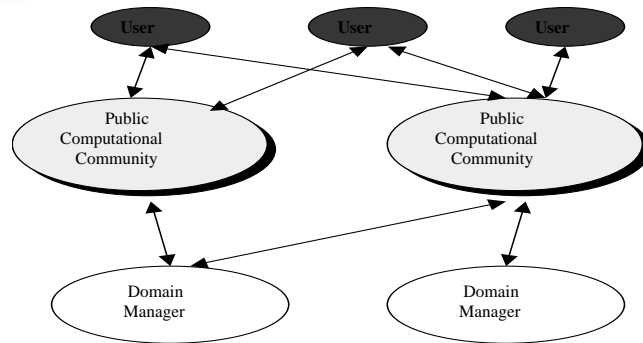 User
User
User
Public
Computational
Community
Public
Computational
Community
Domain
Manager
Domain
Manager